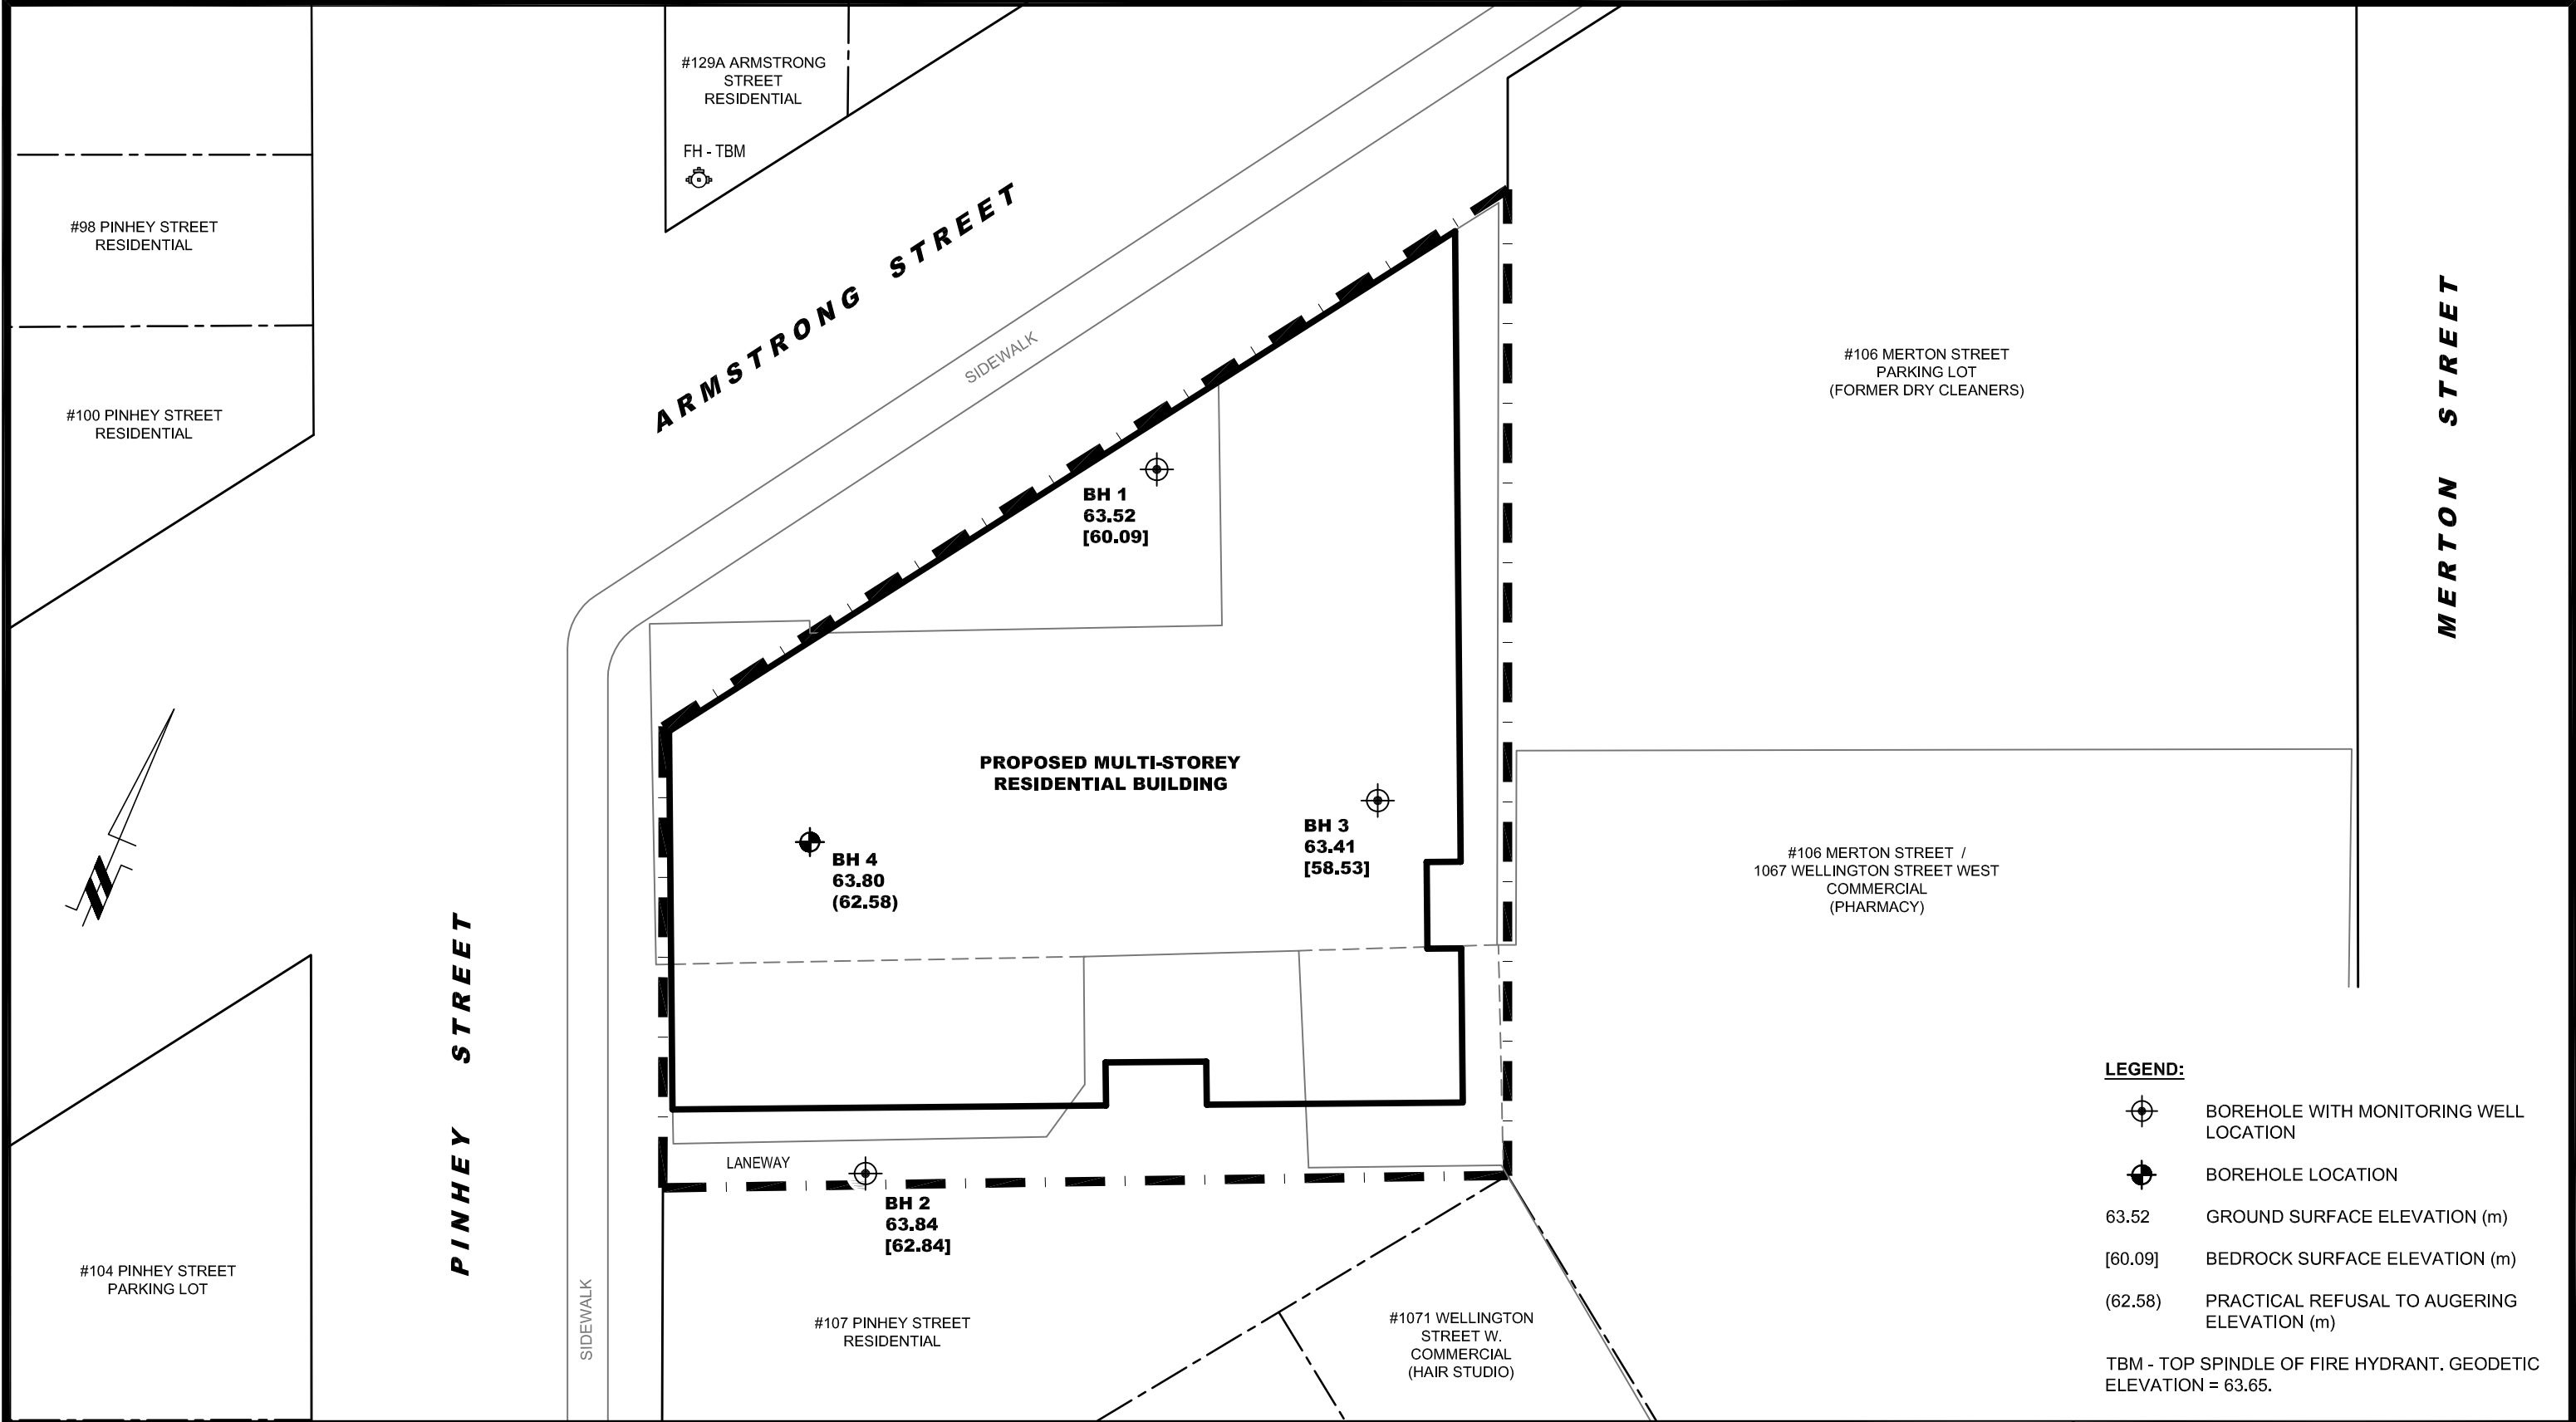 #129A ARMSTRONG
STREET
RESIDENTIAL
FH - TBM
#98 PINHEY STREET
RESIDENTIAL
#100 PINHEY STREET
RESIDENTIAL
ARMSTRONG STREET
SIDEWALK
#106 MERTON STREET
PARKING LOT
(FORMER DRY CLEANERS)
MERTON STREET
BH 1
63.52
[60.09]
PROPOSED MULTI-STOREY
RESIDENTIAL BUILDING
BH 3
63.41
[58.53]
BH 4
63.80
(62.58)
#106 MERTON STREET /
1067 WELLINGTON STREET WEST
COMMERCIAL
(PHARMACY)
PINHEY STREET
SIDEWALK
LANEWAY
BH 2
63.84
[62.84]
#104 PINHEY STREET
PARKING LOT
#107 PINHEY STREET
RESIDENTIAL
#1071 WELLINGTON
STREET W.
COMMERCIAL
(HAIR STUDIO)
LEGEND:
BOREHOLE WITH MONITORING WELL
LOCATION
BOREHOLE LOCATION
63.52 GROUND SURFACE ELEVATION (m)
[60.09] BEDROCK SURFACE ELEVATION (m)
(62.58) PRACTICAL REFUSAL TO AUGERING
ELEVATION (m)
TBM - TOP SPINDLE OF FIRE HYDRANT. GEODETIC
ELEVATION = 63.65.